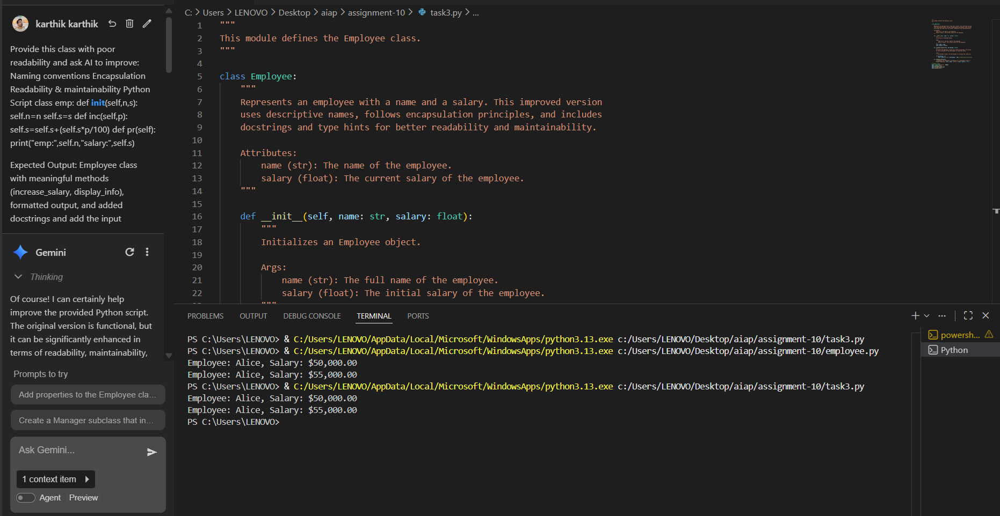 karthik karthik
Provide this class with poor
readability and ask AI to improve:
Naming conventions Encapsulation
Readability & maintainability Python
Script class emp: def init(self,n,s):
self.n=n self.s=s def inc(self,p):
self.s=self.s+(self.s*p/100) def pr(self):
print("emp:",self.n,"salary:",self.s)
Expected Output: Employee class
with meaningful methods
(increase_salary, display_info),
formatted output, and added
docstrings and add the input
Gemini
Thinking
Of course! I can certainly help
improve the provided Python script.
The original version is functional, but
it can be significantly enhanced in
terms of readability, maintainability,
Prompts to try
Add properties to the Employee cla...
Create a Manager subclass that in...
Ask Gemini...
1 context item
Agent Preview
C: > Users > LENOVO > Desktop > aiap > assignment-10 > task3.py > ...
1 """
2 This module defines the Employee class.
3 """
4
5 class Employee:
6 """
7 Represents an employee with a name and a salary. This improved version
8 uses descriptive names, follows encapsulation principles, and includes
9 docstrings and type hints for better readability and maintainability.
10
11 Attributes:
12 name (str): The name of the employee.
13 salary (float): The current salary of the employee.
14 """
15
16 def __init__(self, name: str, salary: float):
17 """
18 Initializes an Employee object.
19
20 Args:
21 name (str): The full name of the employee.
22 salary (float): The initial salary of the employee.
"""
PROBLEMS OUTPUT DEBUG CONSOLE TERMINAL PORTS
PS C:\Users\LENOVO> & C:/Users/LENOVO/AppData/Local/Microsoft/WindowsApps/python3.13.exe c:/Users/LENOVO/Desktop/aiap/assignment-10/task3.py
PS C:\Users\LENOVO> & C:/Users/LENOVO/AppData/Local/Microsoft/WindowsApps/python3.13.exe c:/Users/LENOVO/Desktop/aiap/assignment-10/employee.py
Employee: Alice, Salary: $50,000.00
Employee: Alice, Salary: $55,000.00
PS C:\Users\LENOVO> & C:/Users/LENOVO/AppData/Local/Microsoft/WindowsApps/python3.13.exe c:/Users/LENOVO/Desktop/aiap/assignment-10/task3.py
Employee: Alice, Salary: $50,000.00
Employee: Alice, Salary: $55,000.00
PS C:\Users\LENOVO>
powersh...
Python